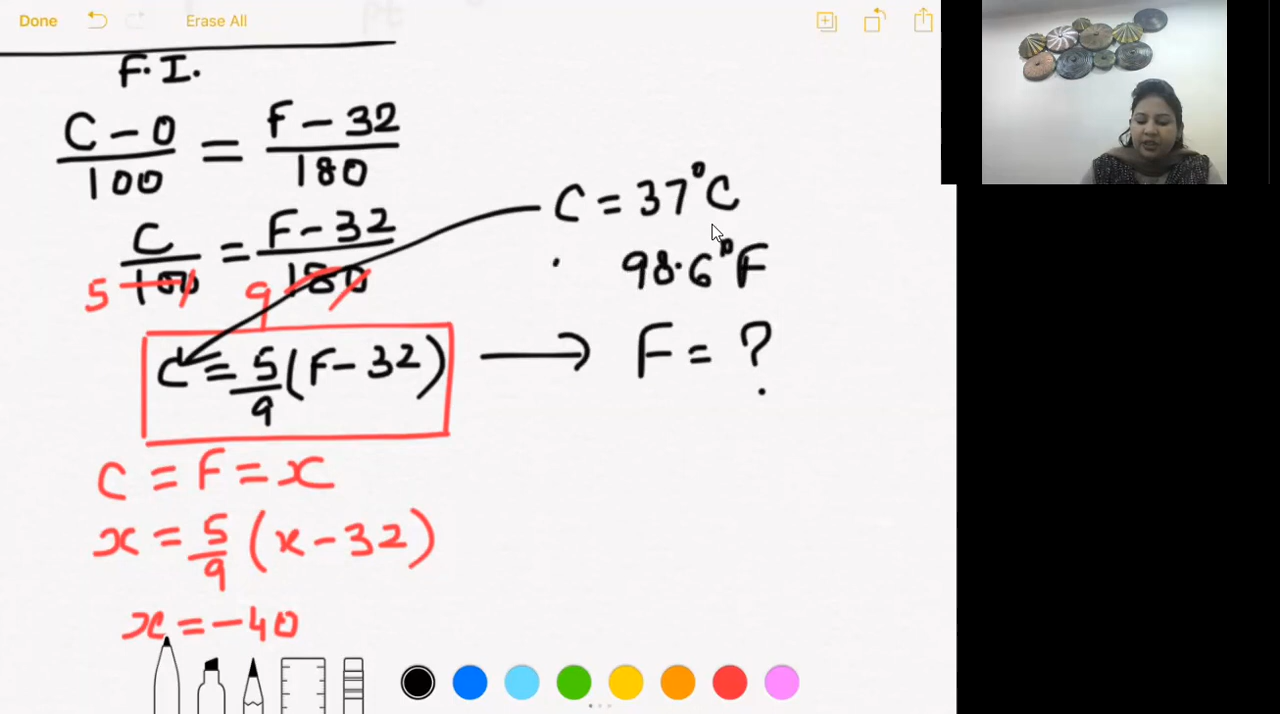 Done Erase All
F.I.
C - 0 / 100 = F - 32 / 180
C / 100 = F - 32 / 180
5 9
C = 5/9 (F - 32)
C = F = x
x = 5/9 (x - 32)
x = -40
C = 37°C
98.6°F
F = ?